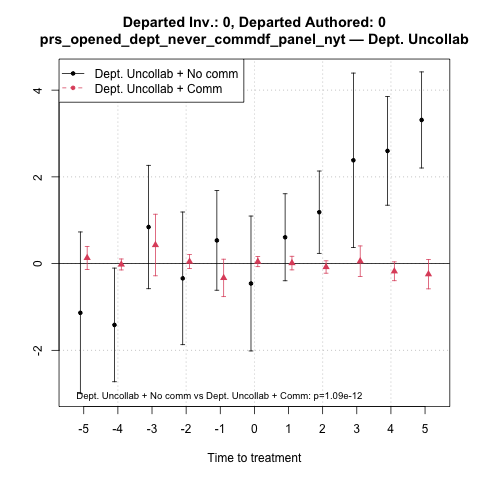 Departed Inv.: 0, Departed Authored: 0
prs_opened_dept_never_commdf_panel_nyt — Dept. Uncollab
Dept. Uncollab + No comm
Dept. Uncollab + Comm
4
2
0
-2
Dept. Uncollab + No comm vs Dept. Uncollab + Comm: p=1.09e-12
-5 -4 -3 -2 -1 0 1 2 3 4 5
Time to treatment